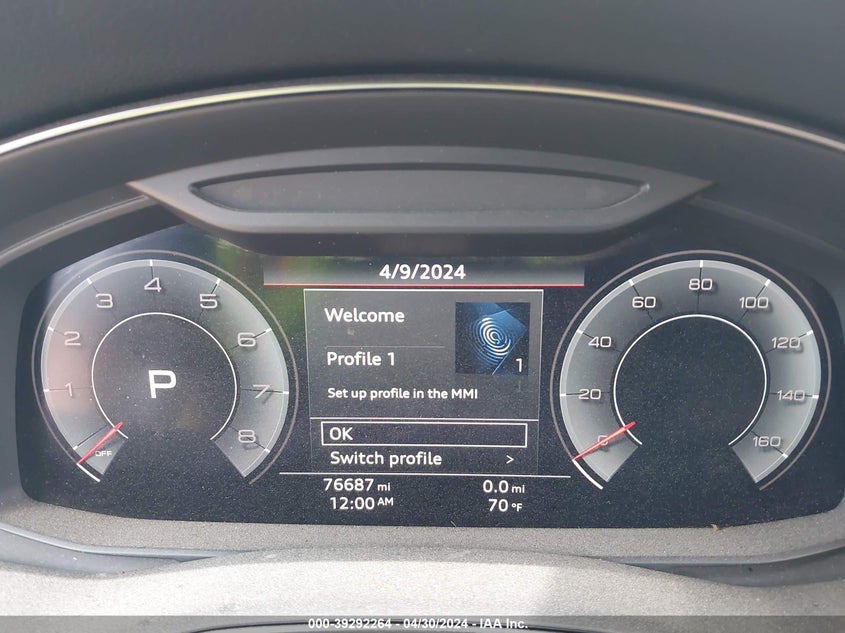 4/9/2024
1 2 3 4 5 6 7 8
OFF
P
Welcome
Profile 1
1
Set up profile in the MMI
OK
Switch profile >
76687 mi 0.0 mi
12:00 AM 70 °F
0 20 40 60 80 100 120 140 160
000-39292264 - 04/30/2024 - IAA Inc.